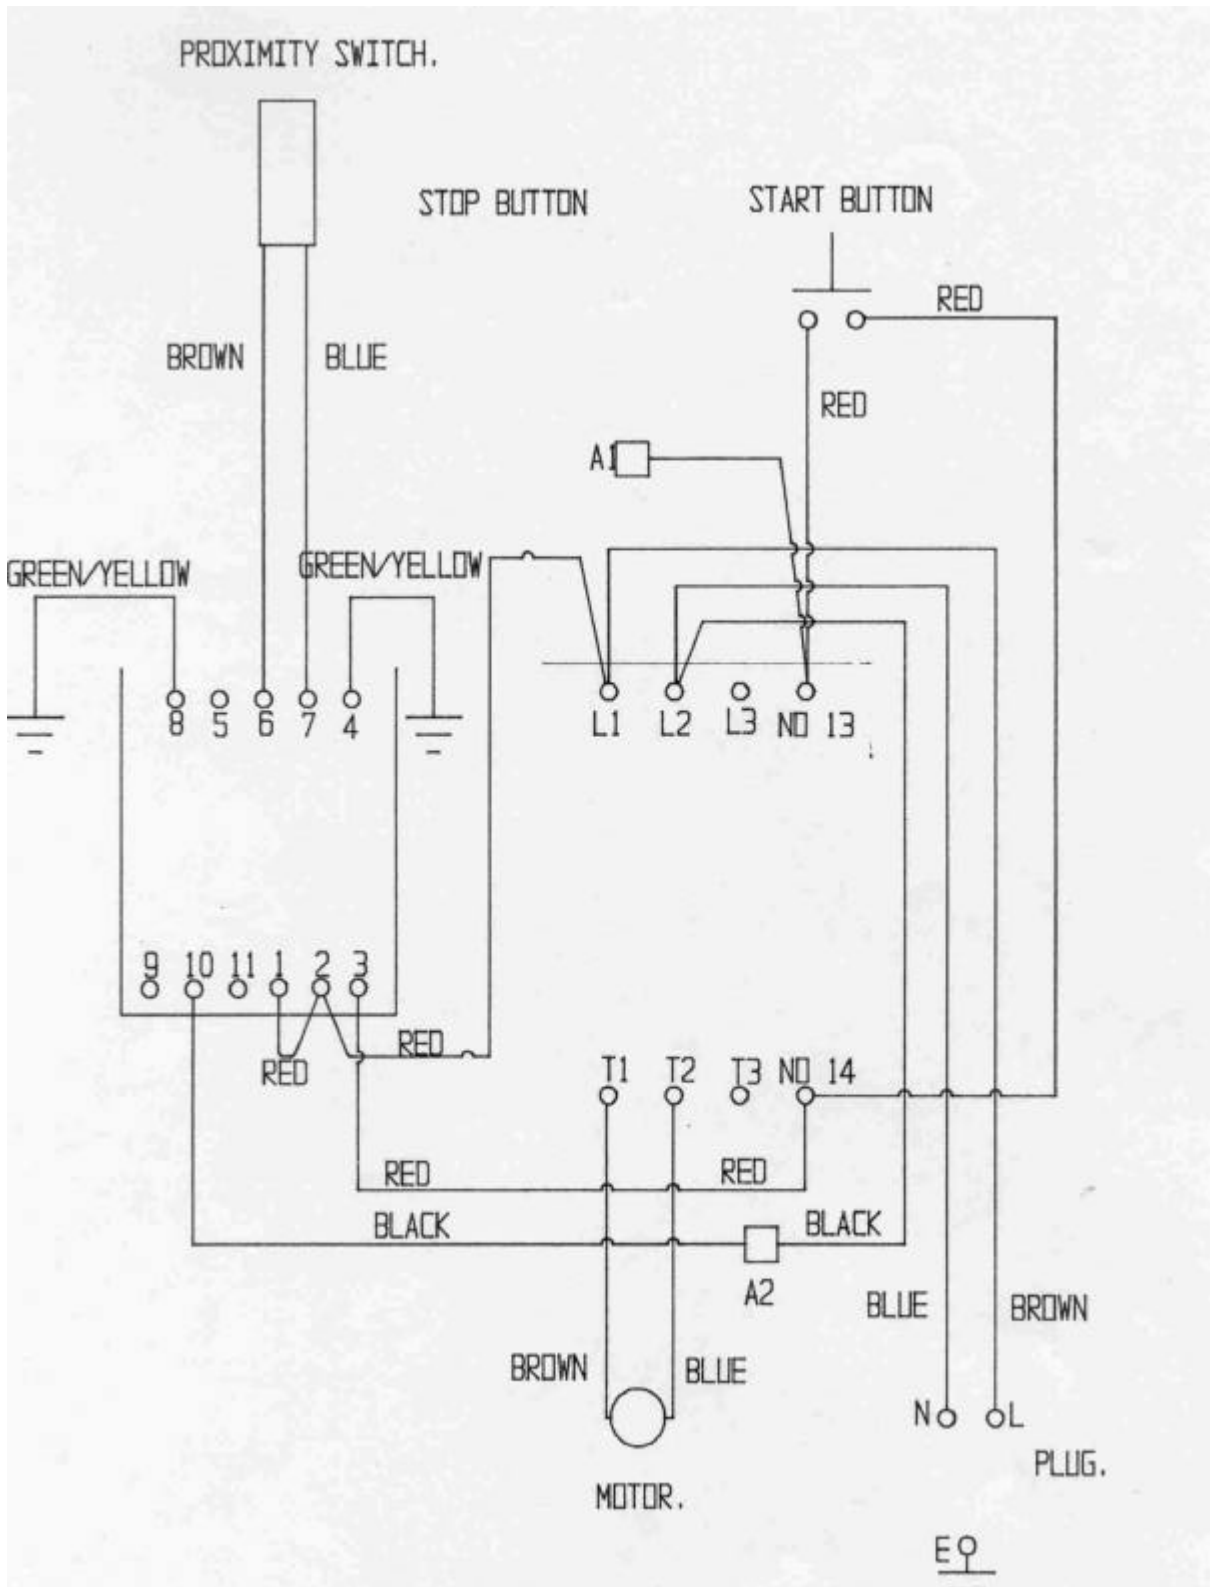 PROXIMITY SWITCH.
STOP BUTTON
START BUTTON
RED
BROWN
BLUE
RED
A1
GREEN/YELLOW
GREEN/YELLOW
8 5 6 7 4
L1 L2 L3 NO 13
9 10 11 1 2 3
RED
RED
T1 T2 T3 NO 14
RED
RED
BLACK
BLACK
A2
BLUE
BROWN
BROWN
BLUE
N
L
PLUG.
MOTOR.
E